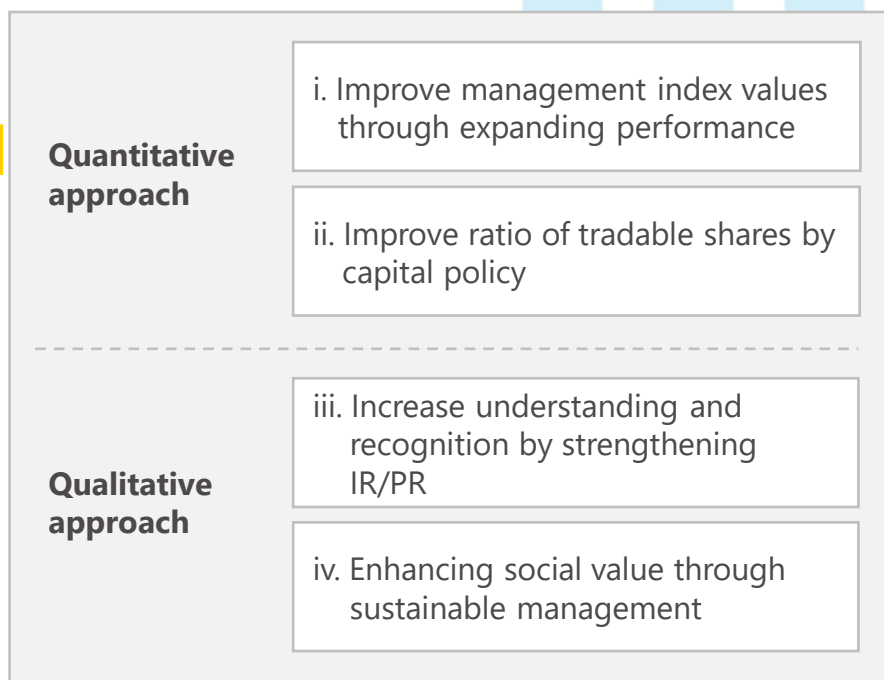 Quantitative
approach
i. Improve management index values
through expanding performance
ii. Improve ratio of tradable shares by
capital policy
Qualitative
approach
iii. Increase understanding and
recognition by strengthening
IR/PR
iv. Enhancing social value through
sustainable management